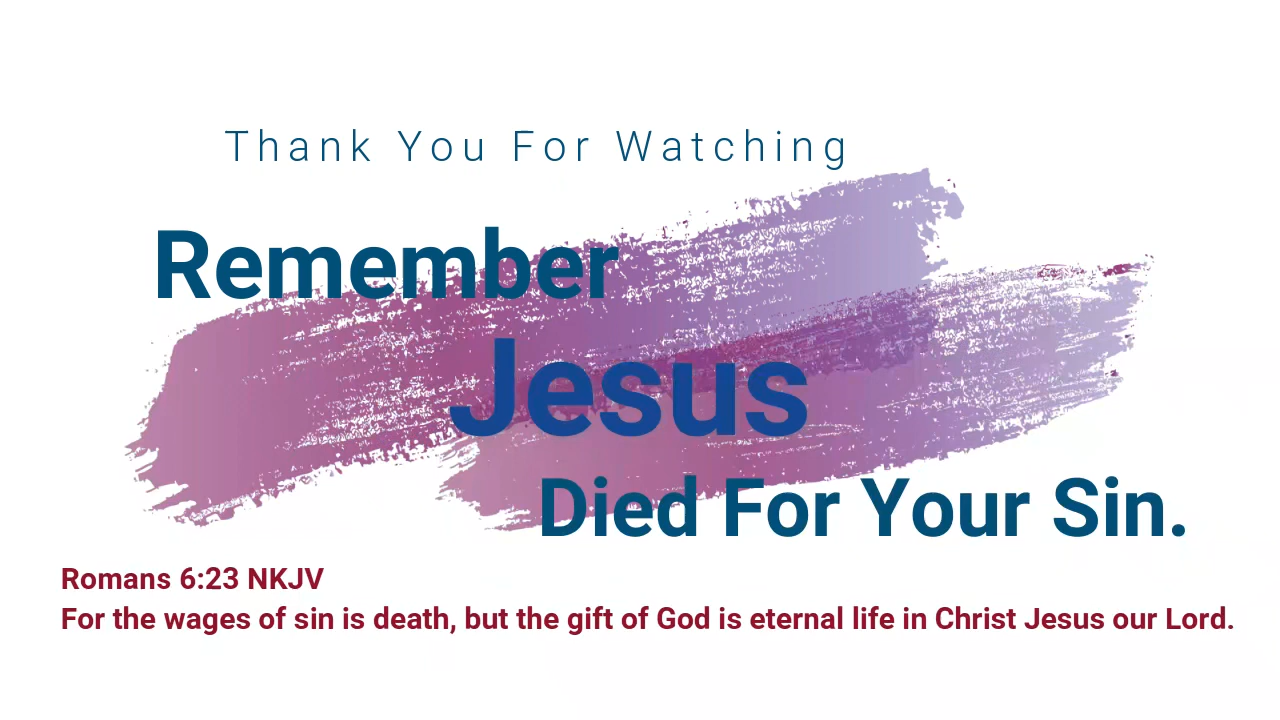 Thank You For Watching
Remember
Jesus
Died For Your Sin.
Romans 6:23 NKJV
For the wages of sin is death, but the gift of God is eternal life in Christ Jesus our Lord.